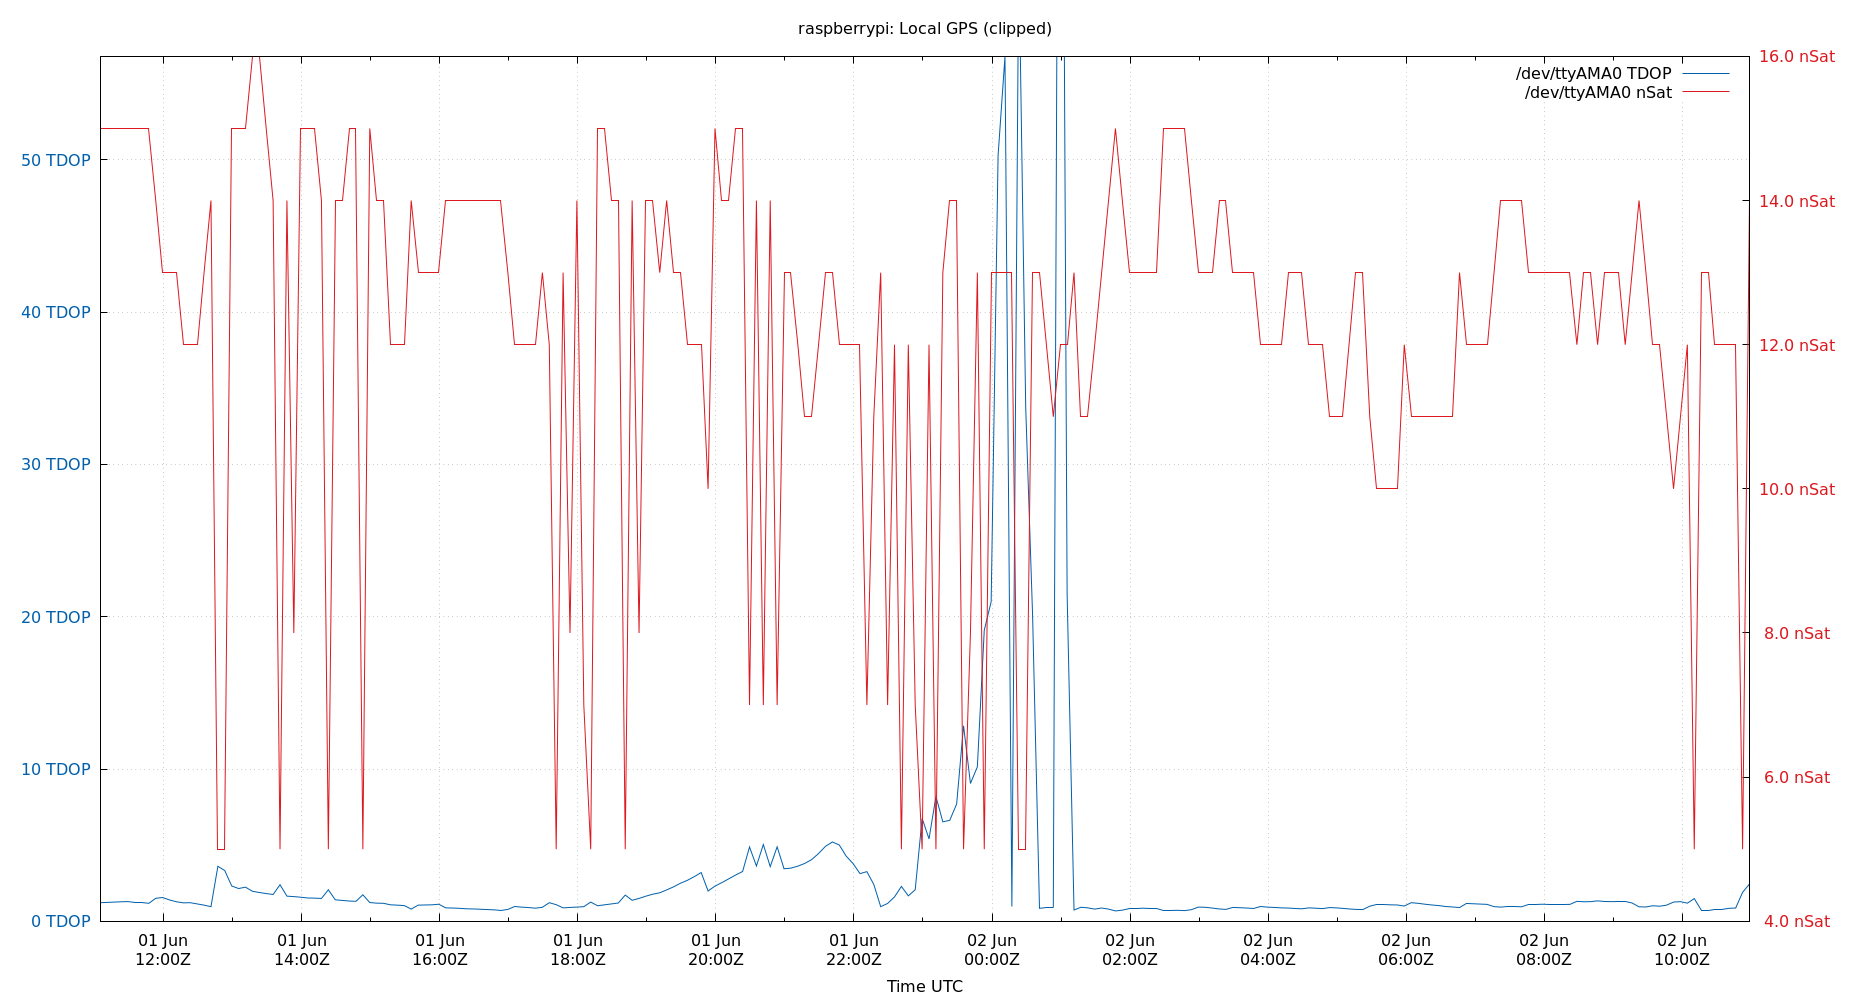 raspberrypi: Local GPS (clipped)
/dev/ttyAMA0 TDOP
/dev/ttyAMA0 nSat
50 TDOP
40 TDOP
30 TDOP
20 TDOP
10 TDOP
0 TDOP
16.0 nSat
14.0 nSat
12.0 nSat
10.0 nSat
8.0 nSat
6.0 nSat
4.0 nSat
01 Jun 01 Jun 01 Jun 01 Jun 01 Jun 01 Jun 02 Jun 02 Jun 02 Jun 02 Jun 02 Jun 02 Jun
12:00Z 14:00Z 16:00Z 18:00Z 20:00Z 22:00Z 00:00Z 02:00Z 04:00Z 06:00Z 08:00Z 10:00Z
Time UTC